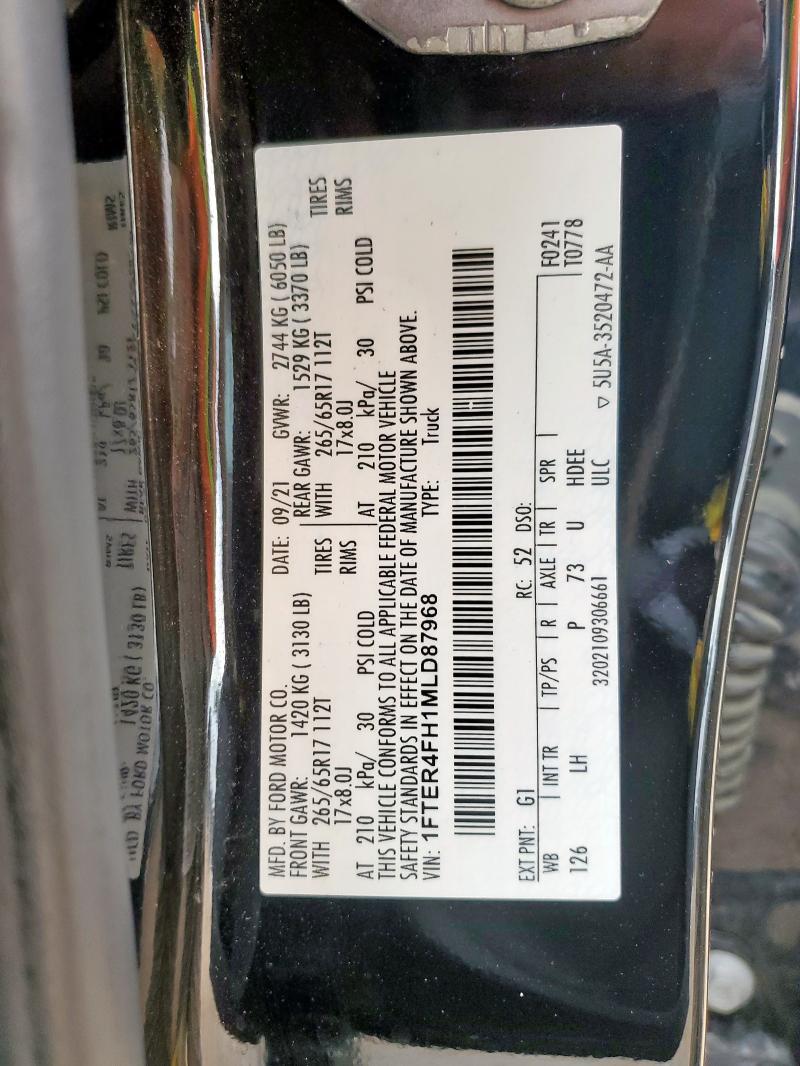 MFD. BY FORD MOTOR CO.
DATE: 09/21 GVWR: 2744 KG ( 6050 LB)
FRONT GAWR: 1420 KG ( 3130 LB) REAR GAWR: 1529 KG ( 3370 LB)
WITH 265/65R17 112T TIRES WITH 265/65R17 112T TIRES
17x8.0J RIMS 17x8.0J RIMS
AT 210 kPa/ 30 PSI COLD AT 210 kPa/ 30 PSI COLD
THIS VEHICLE CONFORMS TO ALL APPLICABLE FEDERAL MOTOR VEHICLE
SAFETY STANDARDS IN EFFECT ON THE DATE OF MANUFACTURE SHOWN ABOVE.
VIN: 1FTER4FH1MLD87968 TYPE: Truck
EXT PNT: G1 RC: 52 DSO:
WB INT TR TP/PS R AXLE TR SPR F0241
126 LH P 73 U HDEE T0778
3202109306661 ULC ▽ 5U5A-3520472-AA